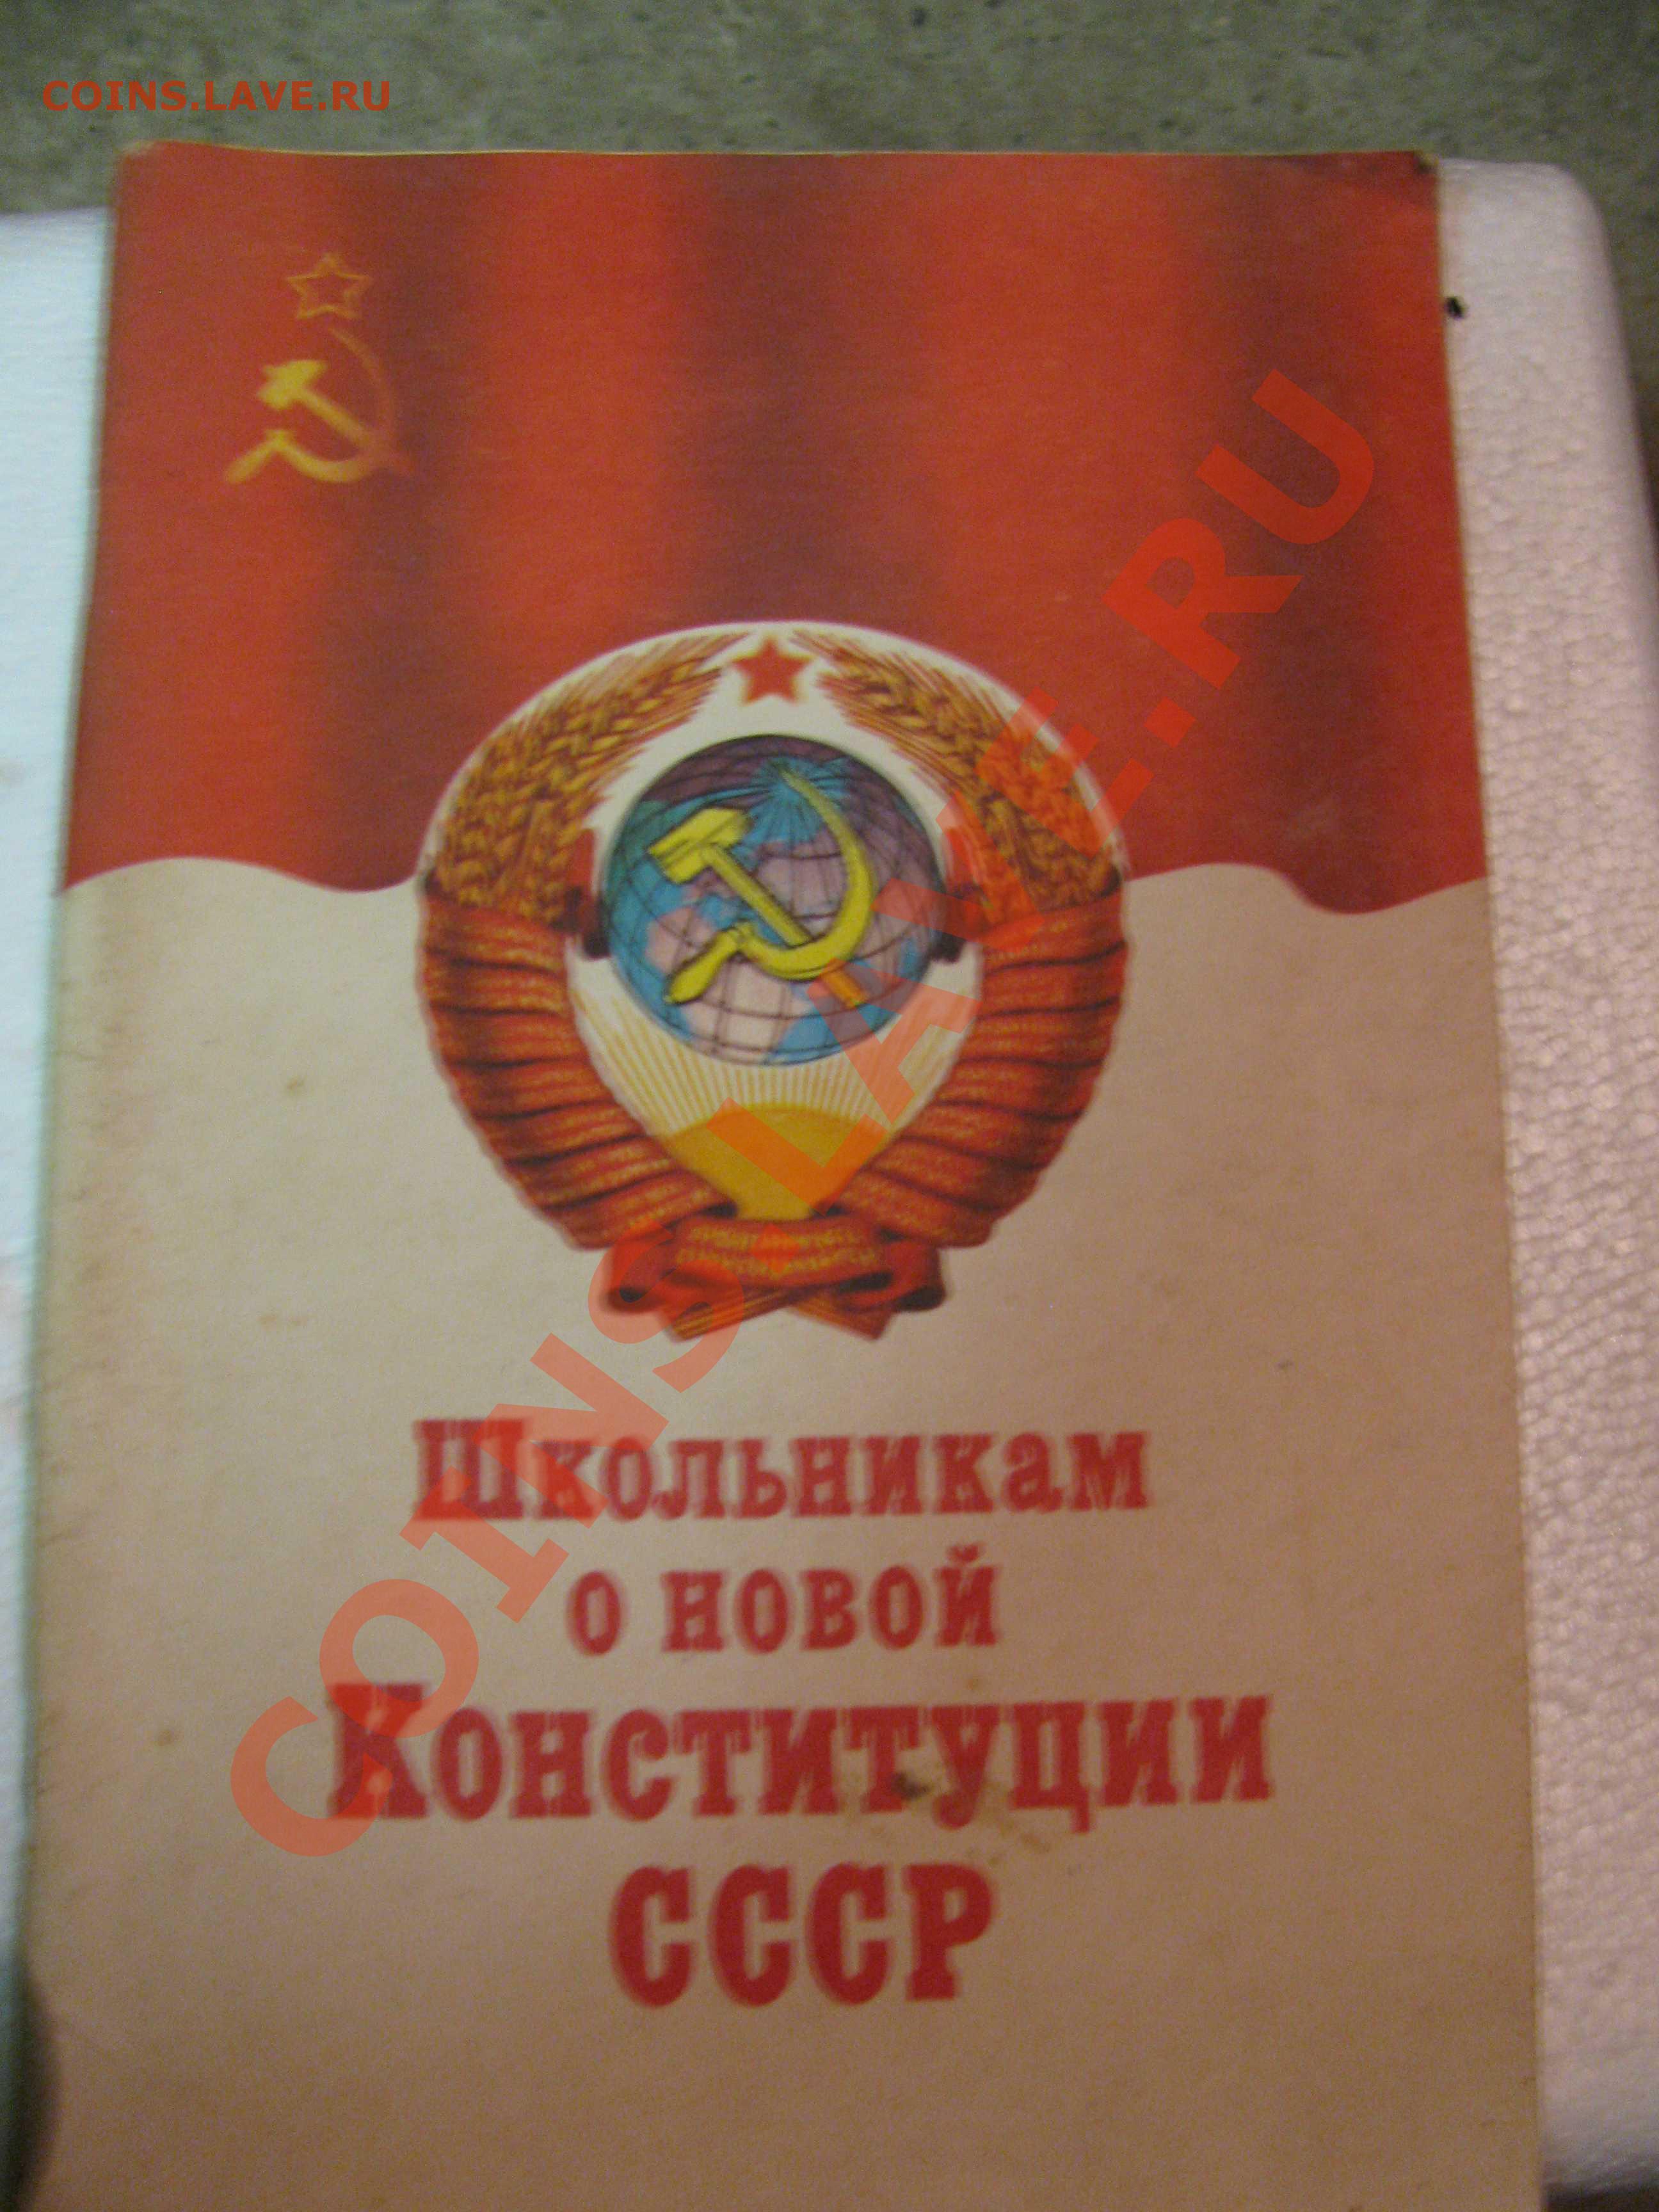 COINS.LAVE.RU
COINS.LAVE.RU
Школьникам
о новой
Конституции
СССР